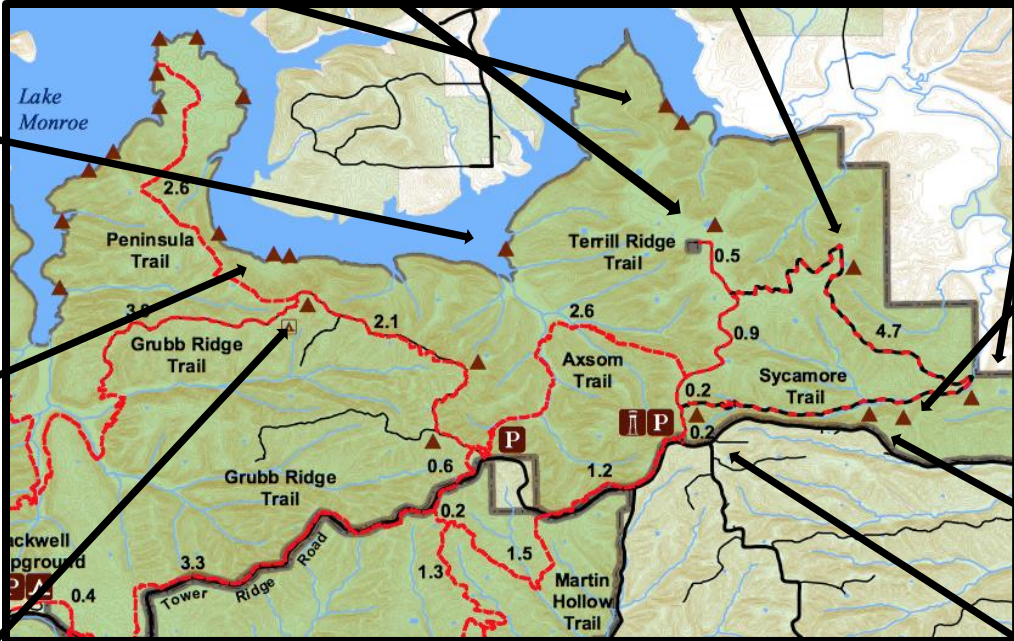 Lake
Monroe
2.6
Peninsula
Trail
Terrill Ridge
Trail
0.5
2.1
2.6
0.9
4.7
Grubb Ridge
Trail
Axsom
Trail
0.2
Sycamore
Trail
P
P
0.2
0.6
1.2
Grubb Ridge
Trail
0.2
3.3
Tower Ridge Road
1.3
1.5
Martin
Hollow
Trail
ackwell
pground
P
0.4